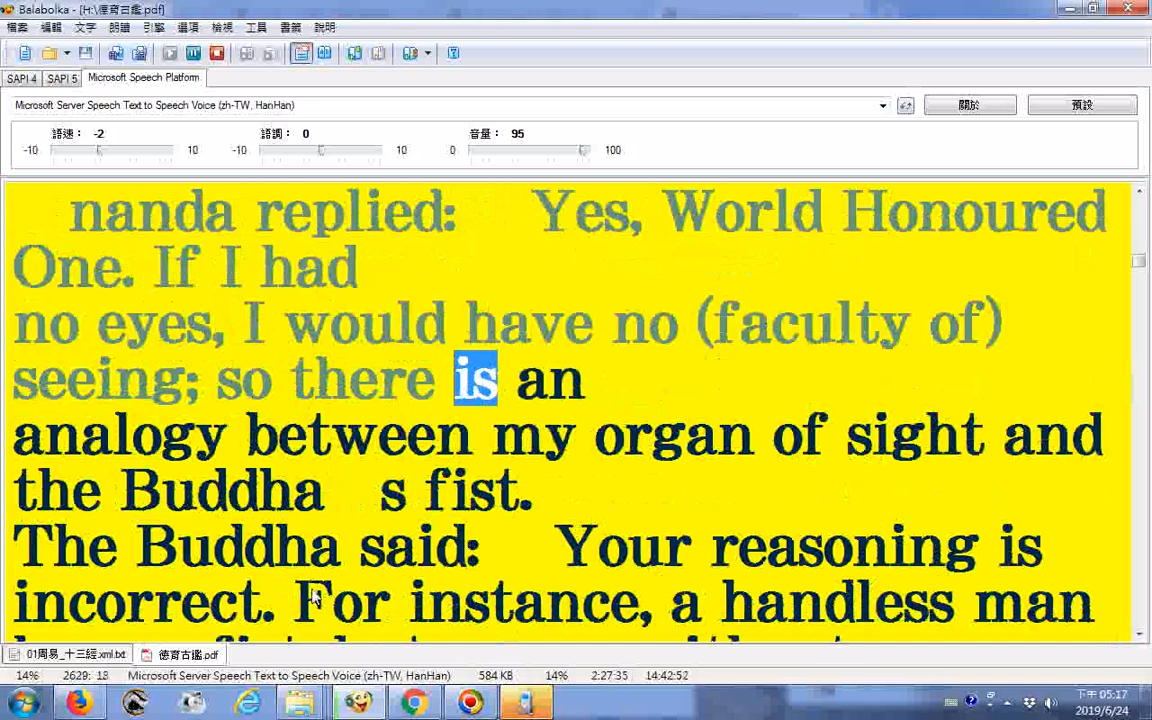 Balabolka - [H:\德育古鑑.pdf]
檔案 編輯 文字 朗讀 引擎 選項 檢視 工具 書籤 說明
SAPI 4 SAPI 5 Microsoft Speech Platform
Microsoft Server Speech Text to Speech Voice (zh-TW, HanHan) 關於 預設
語速： -2 語調： 0 音量： 95
-10 10 -10 10 0 100
nanda replied: Yes, World Honoured
One. If I had
no eyes, I would have no (faculty of)
seeing; so there is an
analogy between my organ of sight and
the Buddha s fist.
The Buddha said: Your reasoning is
incorrect. For instance, a handless man
01周易_十三經.xml.txt 德育古鑑.pdf
14% 2629: 13 Microsoft Server Speech Text to Speech Voice (zh-TW, HanHan) 584 KB 14% 2:27:35 14:42:52
下午 05:17
2019/6/24